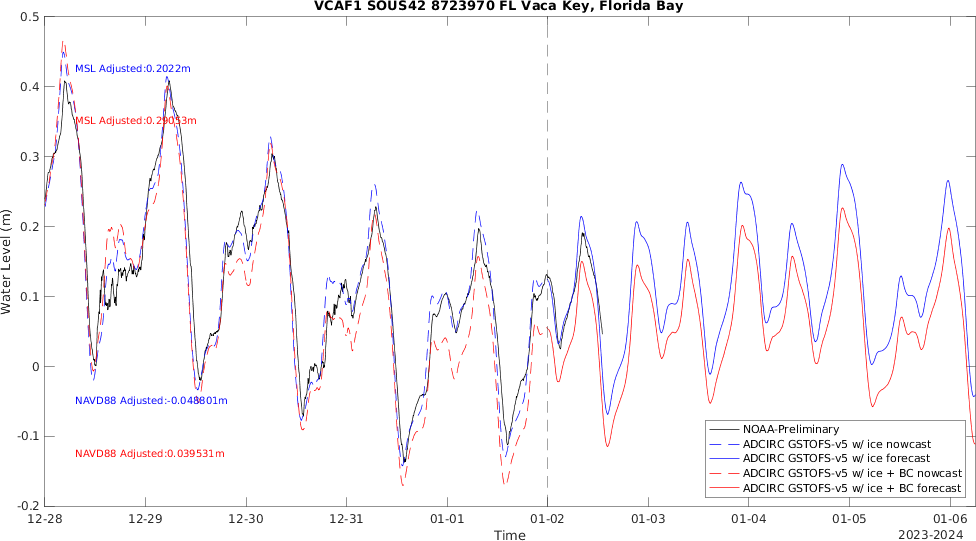 VCAF1 SOUS42 8723970 FL Vaca Key, Florida Bay
0.5
0.4
0.3
0.2
0.1
0
-0.1
-0.2
Water Level (m)
MSL Adjusted:0.2022m
MSL Adjusted:0.29053m
NAVD88 Adjusted:-0.048801m
NAVD88 Adjusted:0.039531m
NOAA-Preliminary
ADCIRC GSTOFS-v5 w/ ice nowcast
ADCIRC GSTOFS-v5 w/ ice forecast
ADCIRC GSTOFS-v5 w/ ice + BC nowcast
ADCIRC GSTOFS-v5 w/ ice + BC forecast
12-28 12-29 12-30 12-31 01-01 01-02 01-03 01-04 01-05 01-06
Time
2023-2024